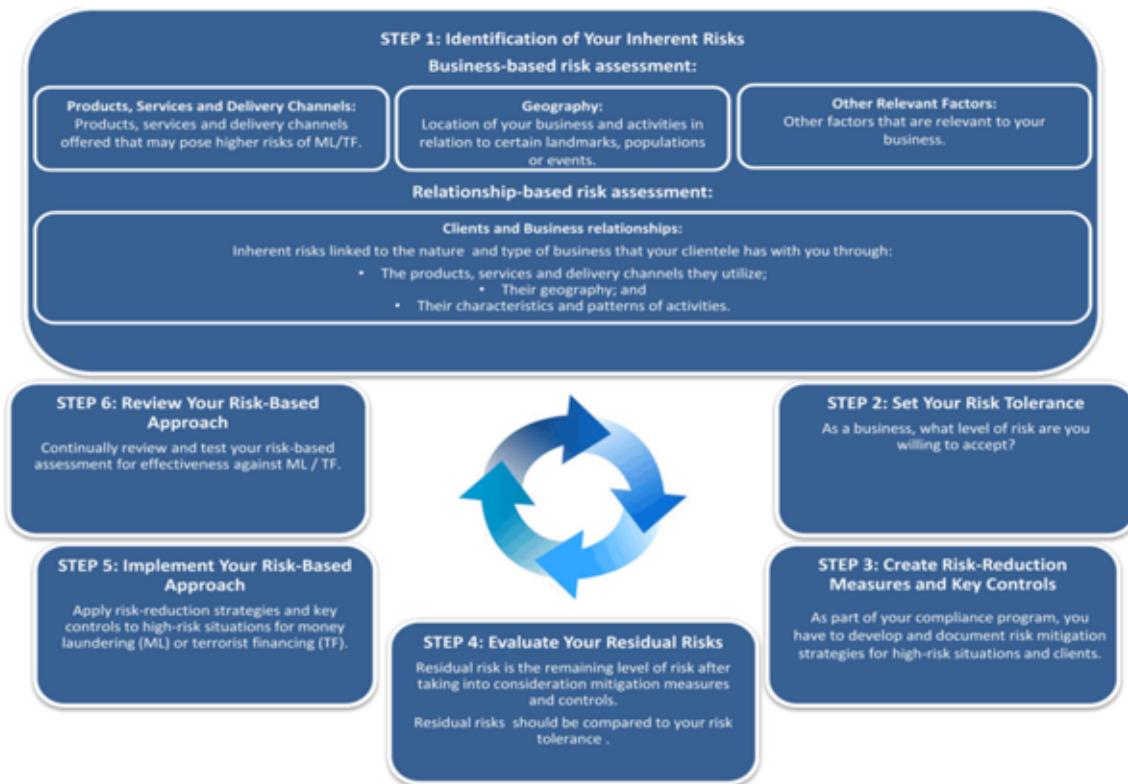 STEP 1: Identification of Your Inherent Risks
Business-based risk assessment:
Products, Services and Delivery Channels:
Products, services and delivery channels
offered that may pose higher risks of ML/TF.
Geography:
Location of your business and activities in
relation to certain landmarks, populations
or events.
Other Relevant Factors:
Other factors that are relevant to your
business.
Relationship-based risk assessment:
Clients and Business relationships:
Inherent risks linked to the nature and type of business that your clientele has with you through:
• The products, services and delivery channels they utilize;
• Their geography; and
• Their characteristics and patterns of activities.
STEP 2: Set Your Risk Tolerance
As a business, what level of risk are you
willing to accept?
STEP 3: Create Risk-Reduction
Measures and Key Controls
As part of your compliance program, you
have to develop and document risk mitigation
strategies for high-risk situations and clients.
STEP 4: Evaluate Your Residual Risks
Residual risk is the remaining level of risk after
taking into consideration mitigation measures
and controls.
Residual risks should be compared to your risk
tolerance .
STEP 5: Implement Your Risk-Based
Approach
Apply risk-reduction strategies and key
controls to high-risk situations for money
laundering (ML) or terrorist financing (TF).
STEP 6: Review Your Risk-Based
Approach
Continually review and test your risk-based
assessment for effectiveness against ML / TF.